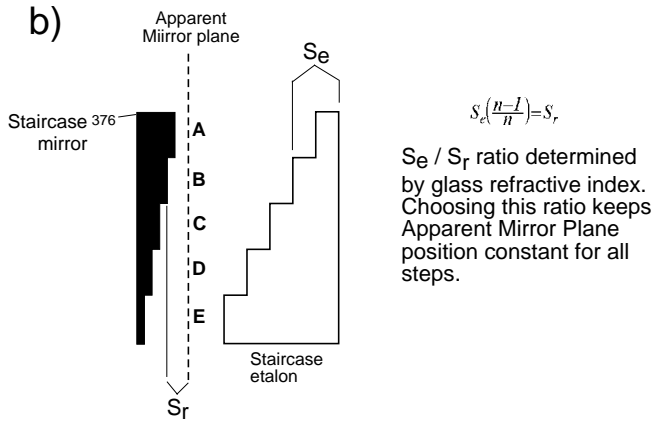 b)
Apparent
Miirror plane
Se
Staircase 376
mirror
A
B
C
D
E
Sr
Staircase
etalon
Se(n−1/n)=Sr
Se / Sr ratio determined
by glass refractive index.
Choosing this ratio keeps
Apparent Mirror Plane
position constant for all
steps.